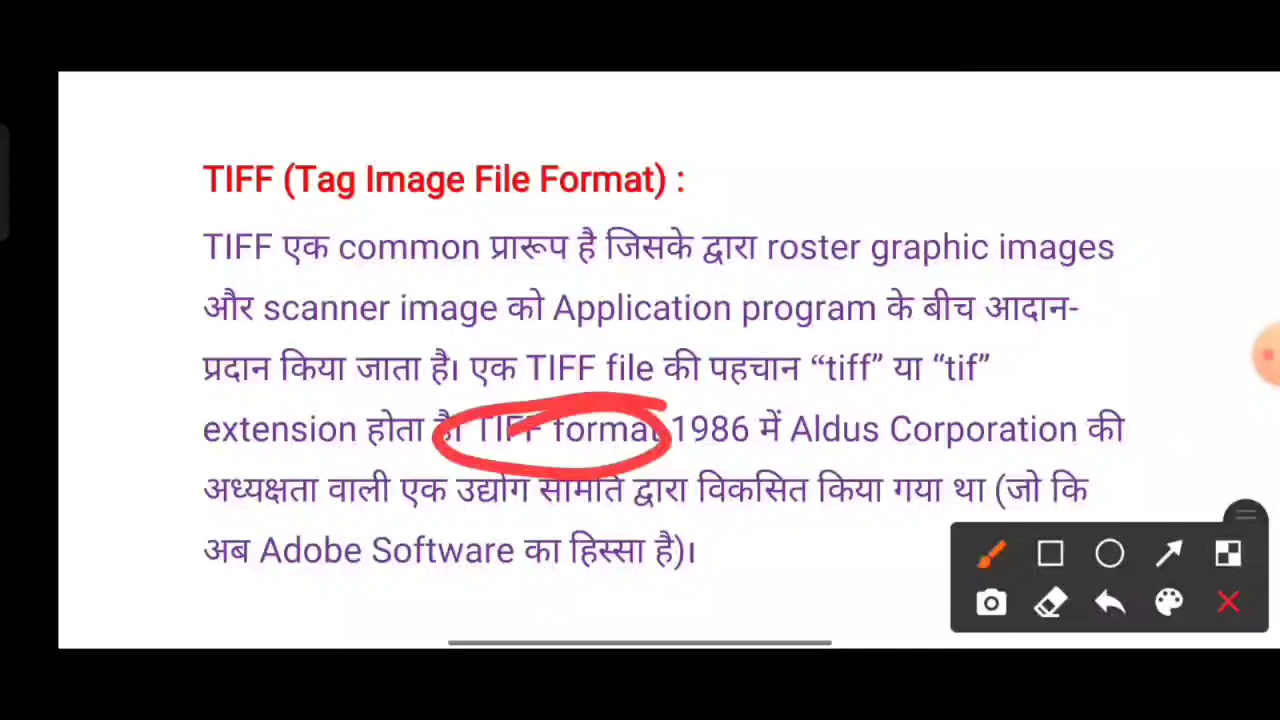 TIFF (Tag Image File Format) :
TIFF एक common प्रारूप है जिसके द्वारा roster graphic images
और scanner image को Application program के बीच आदान-
प्रदान किया जाता है। एक TIFF file की पहचान “tiff” या “tif”
extension होता है। TIFF format 1986 में Aldus Corporation की
अध्यक्षता वाली एक उद्योग समिति द्वारा विकसित किया गया था (जो कि
अब Adobe Software का हिस्सा है)।